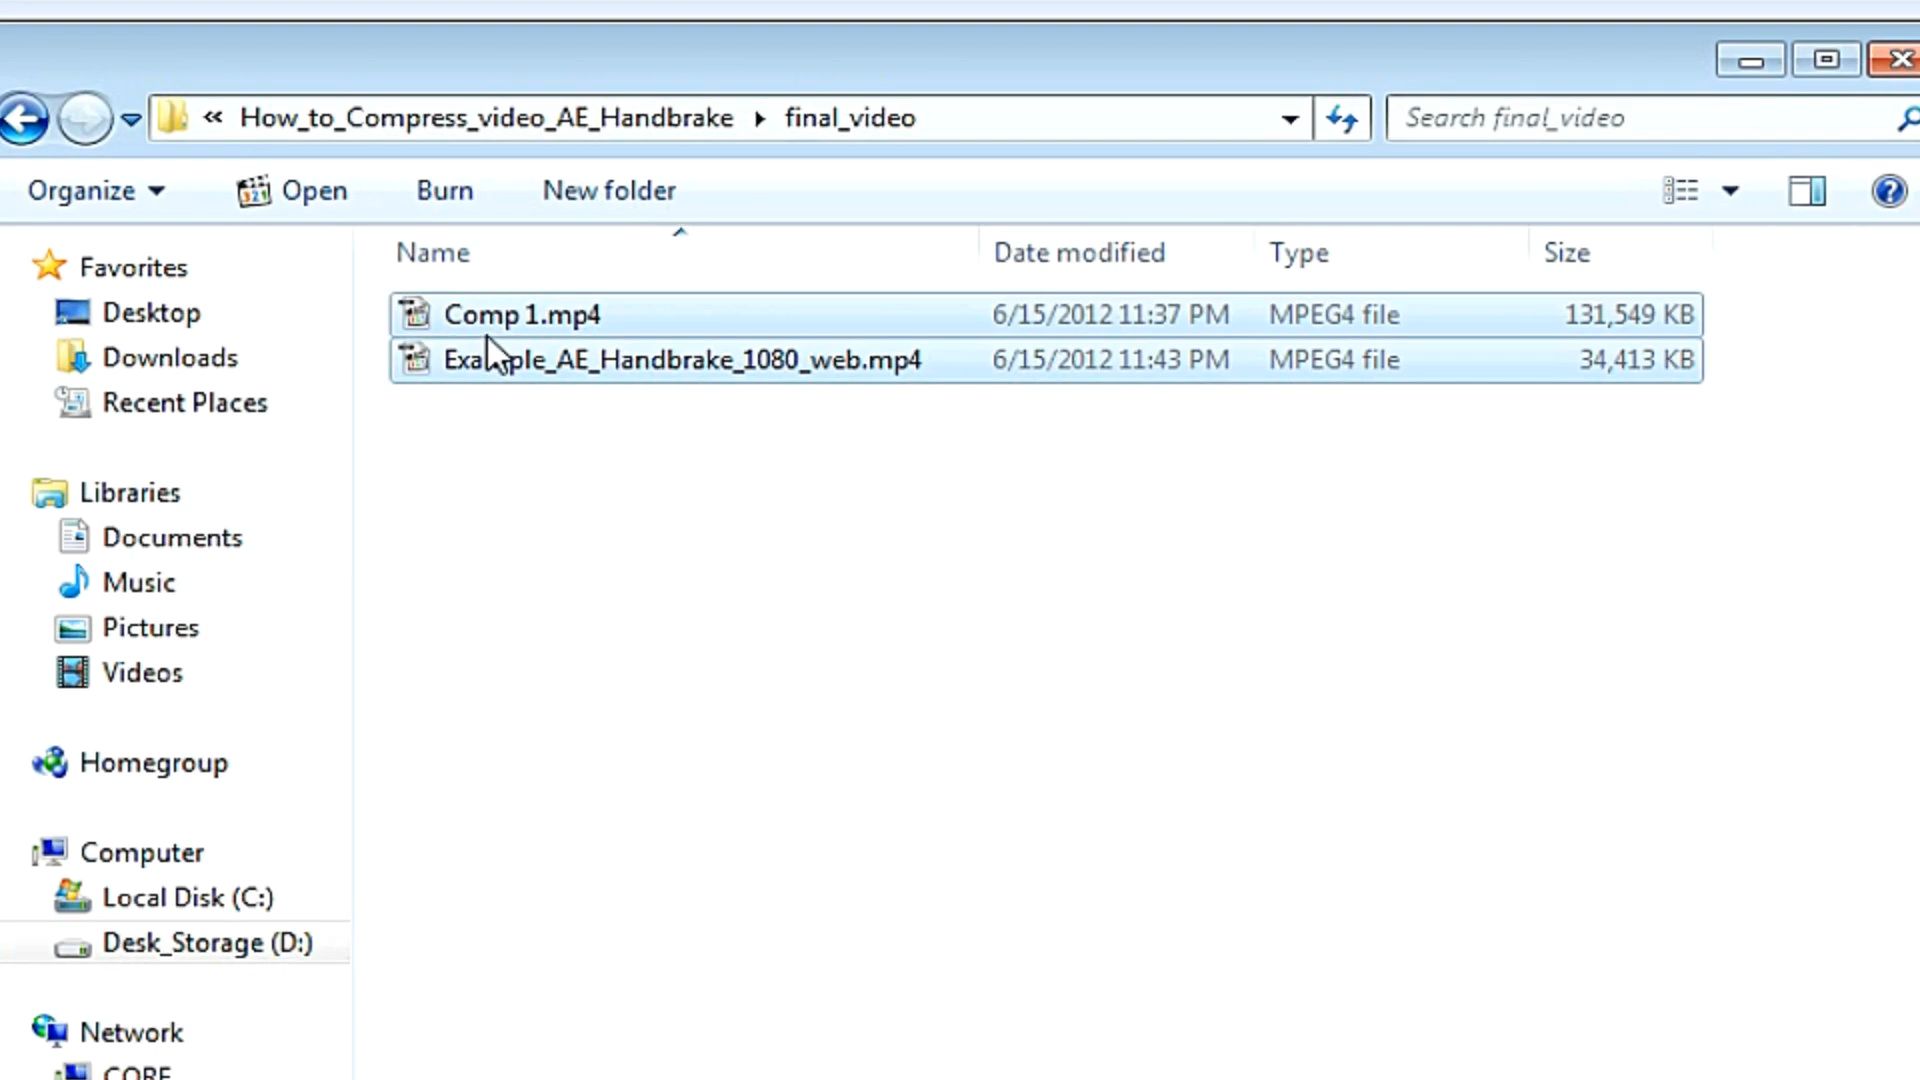 « How_to_Compress_video_AE_Handbrake ▸ final_video
Search final_video
Organize Open Burn New folder
Name Date modified Type Size
Comp 1.mp4 6/15/2012 11:37 PM MPEG4 file 131,549 KB
Example_AE_Handbrake_1080_web.mp4 6/15/2012 11:43 PM MPEG4 file 34,413 KB
Favorites
Desktop
Downloads
Recent Places
Libraries
Documents
Music
Pictures
Videos
Homegroup
Computer
Local Disk (C:)
Desk_Storage (D:)
Network
CORE